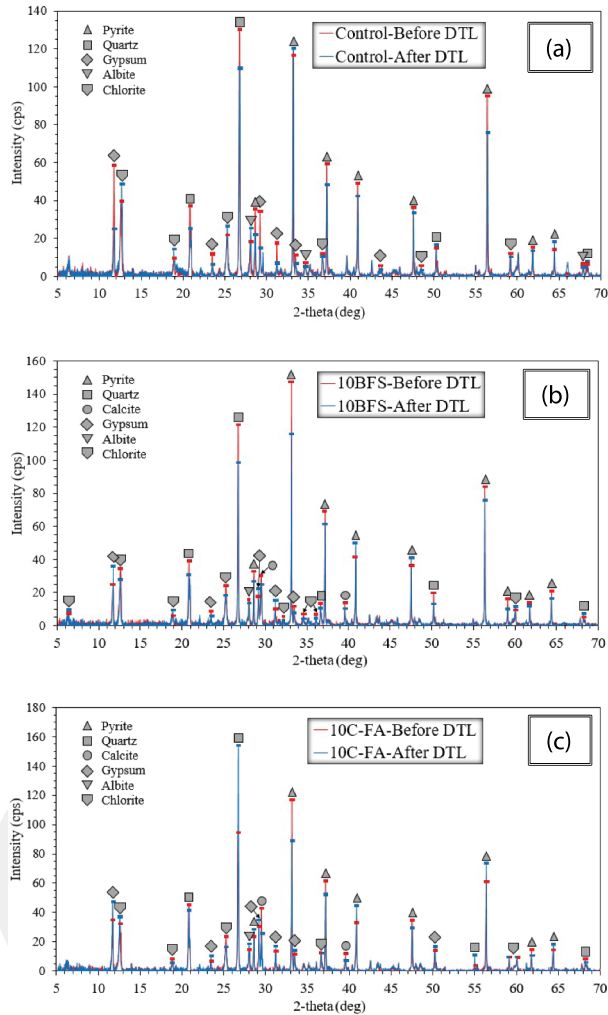 140
120
100
80
60
40
20
0
Intensity (cps)
Pyrite
Quartz
Gypsum
Albite
Chlorite
Control-Before DTL
Control-After DTL
(a)
5 10 15 20 25 30 35 40 45 50 55 60 65 70
2-theta (deg)
160
140
120
100
80
60
40
20
0
Intensity (cps)
Pyrite
Quartz
Calcite
Gypsum
Albite
Chlorite
10BFS-Before DTL
10BFS-After DTL
(b)
5 10 15 20 25 30 35 40 45 50 55 60 65 70
2-theta (deg)
180
160
140
120
100
80
60
40
20
0
Intensity (cps)
Pyrite
Quartz
Calcite
Gypsum
Albite
Chlorite
10C-FA-Before DTL
10C-FA-After DTL
(c)
5 10 15 20 25 30 35 40 45 50 55 60 65 70
2-theta (deg)